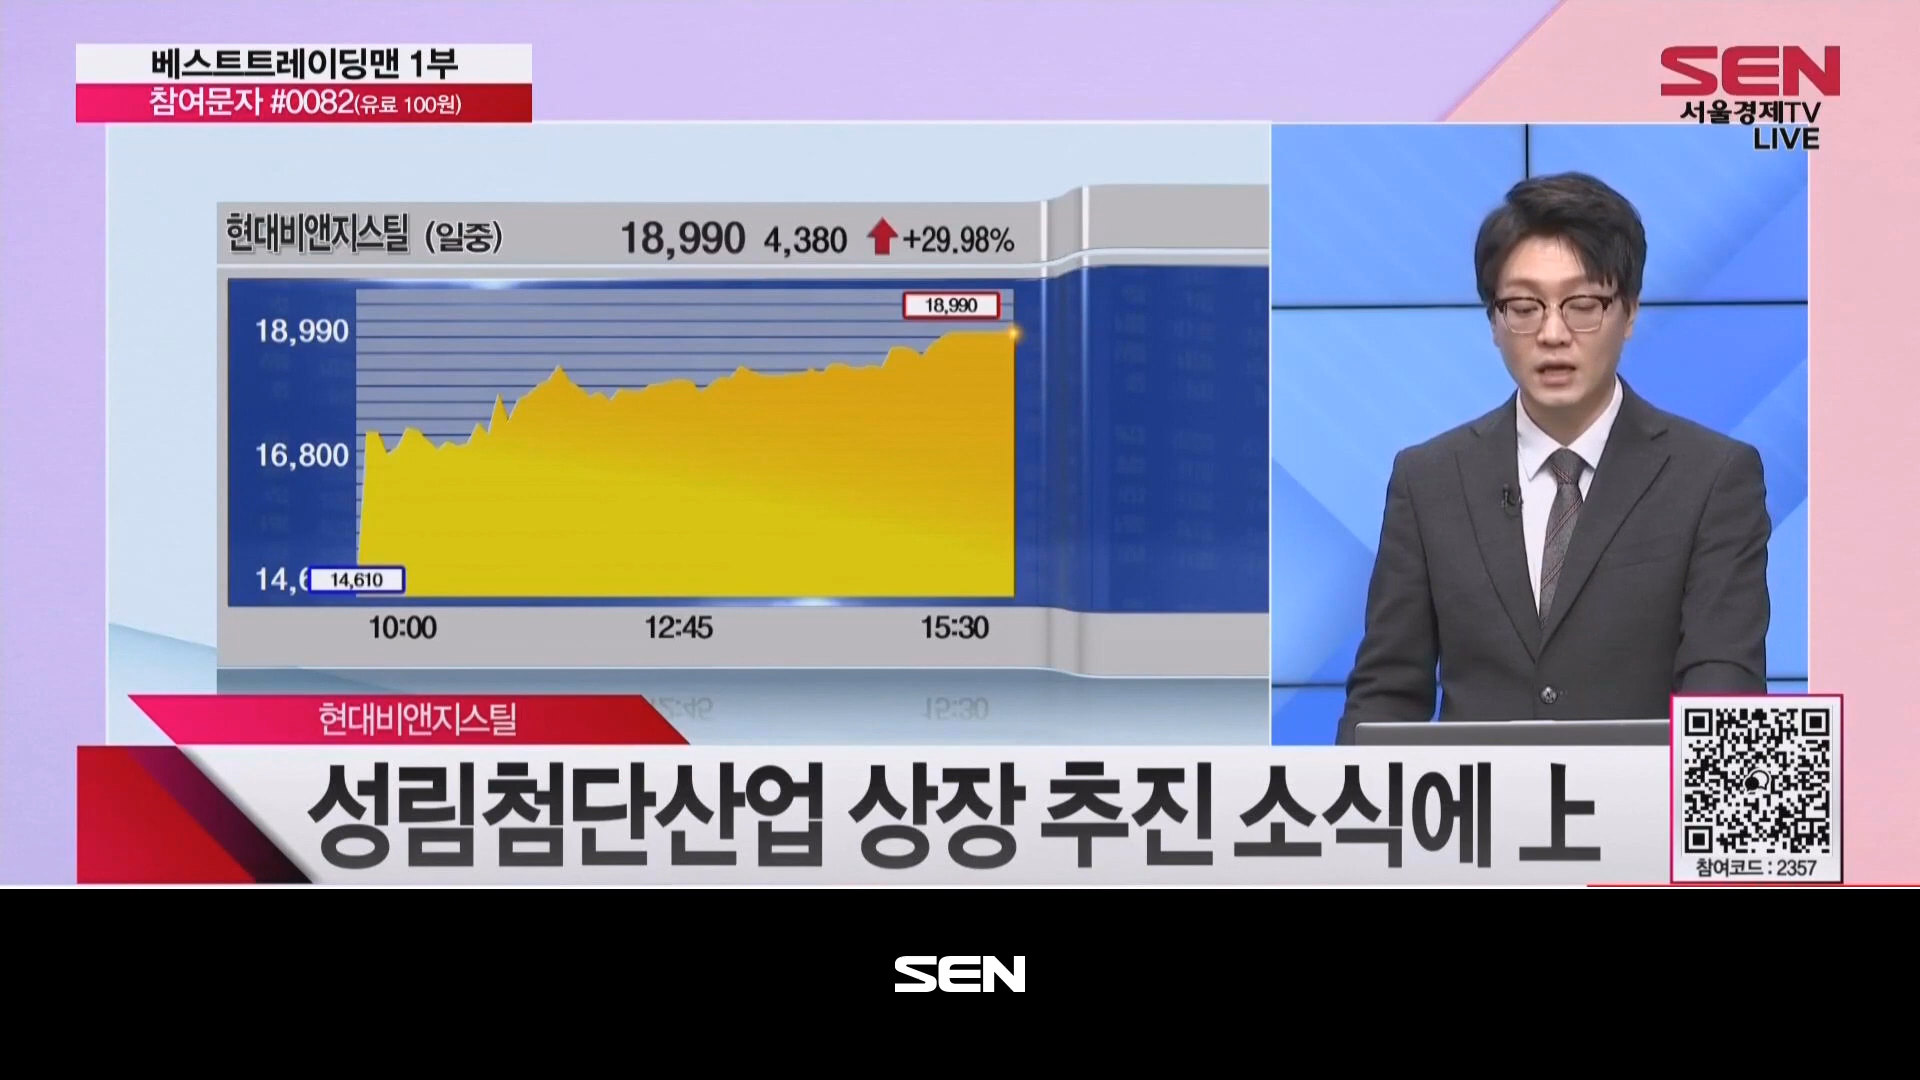 베스트트레이딩맨 1부
참여문자 #0082(유료 100원)
SEN
서울경제TV
LIVE
현대비앤지스틸 (일중) 18,990 4,380 +29.98%
18,990
18,990
16,800
14,6
14,610
10:00 12:45 15:30
현대비앤지스틸
성림첨단산업 상장 추진 소식에 上
참여코드 : 2357
SEN